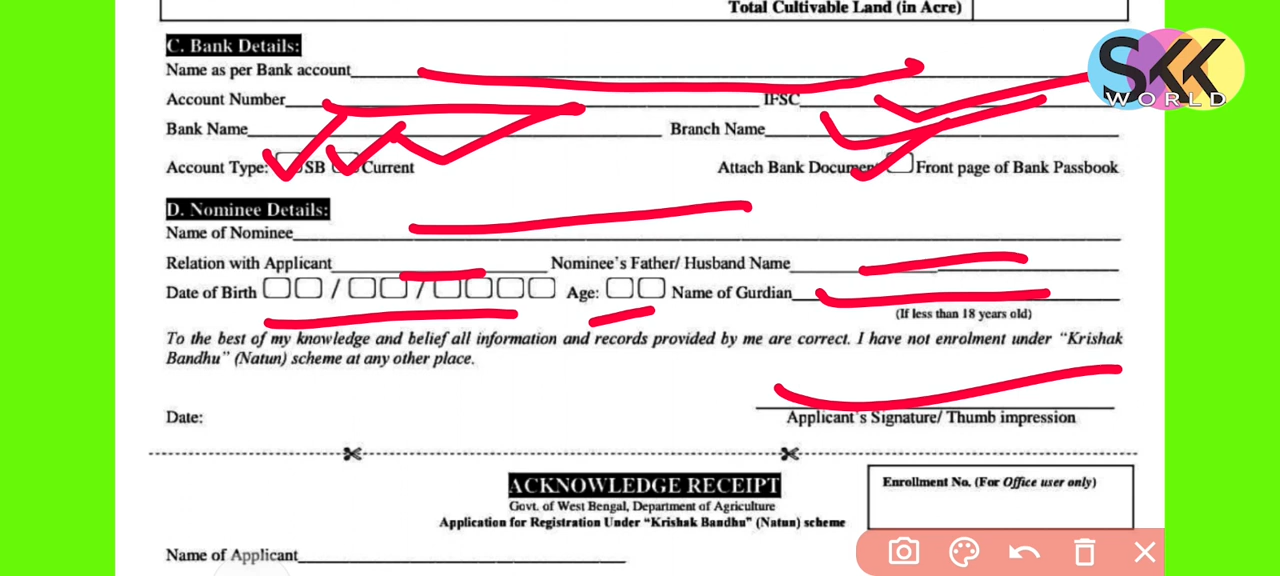 Total Cultivable Land (in Acre)
C. Bank Details:
Name as per Bank account
Account Number IFSC
Bank Name Branch Name
Account Type: SB Current Attach Bank Document Front page of Bank Passbook
D. Nominee Details:
Name of Nominee
Relation with Applicant Nominee's Father/ Husband Name
Date of Birth / / Age: Name of Gurdian
(If less than 18 years old)
To the best of my knowledge and belief all information and records provided by me are correct. I have not enrolment under "Krishak
Bandhu" (Natun) scheme at any other place.
Date: Applicant's Signature/ Thumb impression
ACKNOWLEDGE RECEIPT
Enrollment No. (For Office user only)
Govt. of West Bengal, Department of Agriculture
Application for Registration Under "Krishak Bandhu" (Natun) scheme
Name of Applicant
SKK
WORLD